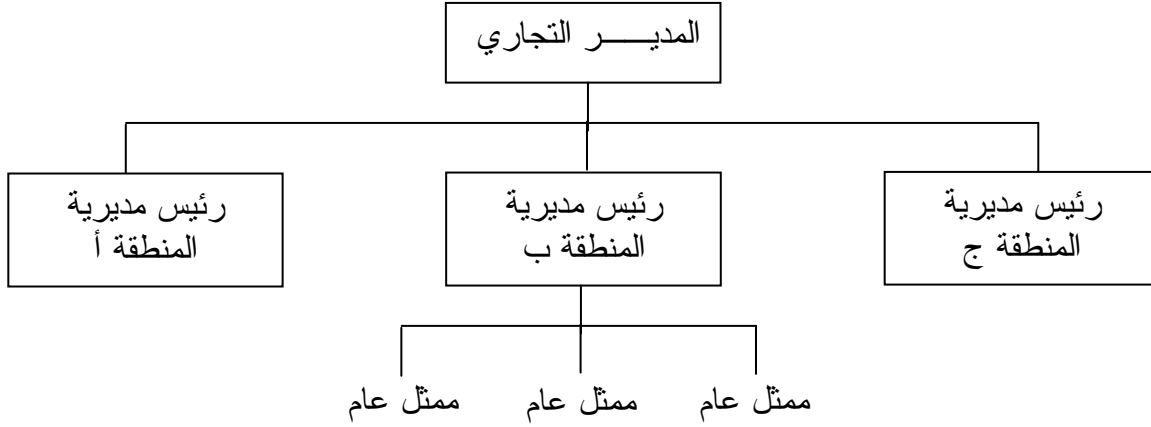 المديـــــر التجاري
رئيس مديرية
المنطقة ج
رئيس مديرية
المنطقة ب
رئيس مديرية
المنطقة أ
ممثل عام
ممثل عام
ممثل عام